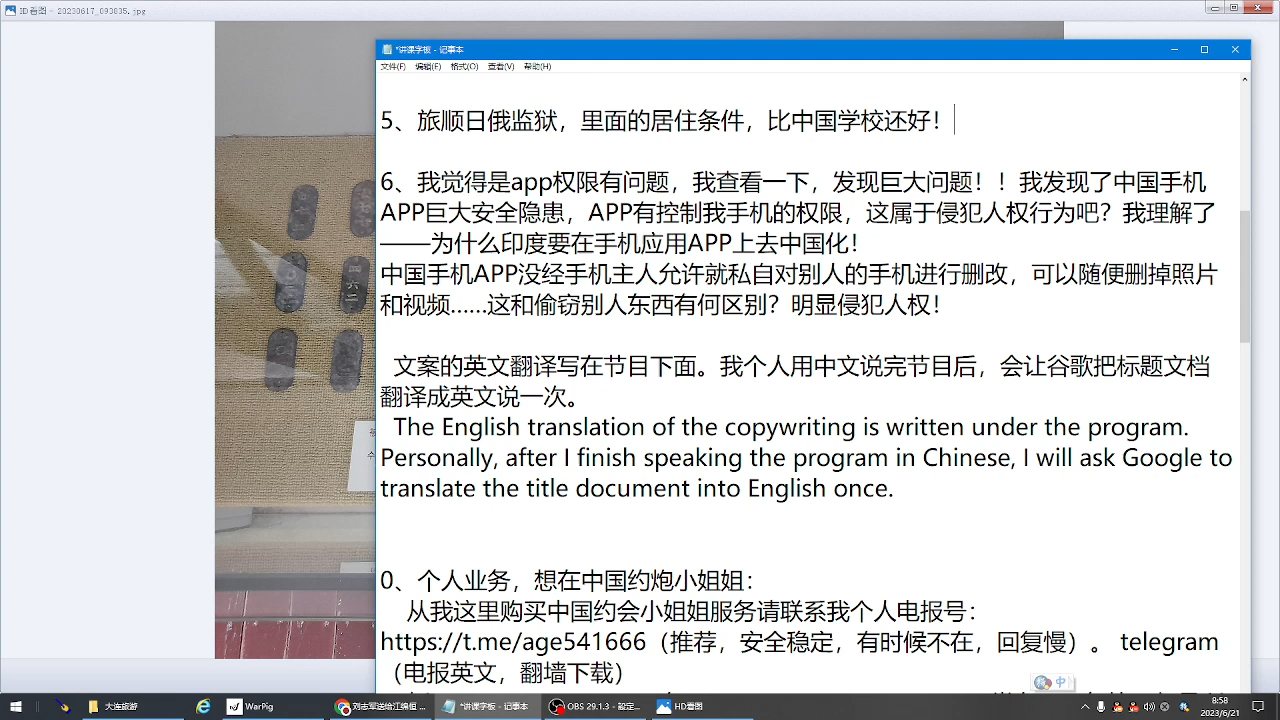 HD看图 - 20230617_093835.jpg
*讲课字板 - 记事本
文件(F) 编辑(E) 格式(O) 查看(V) 帮助(H)
5、旅顺日俄监狱，里面的居住条件，比中国学校还好！
6、我觉得是app权限有问题，我查看一下，发现巨大问题！！我发现了中国手机
APP巨大安全隐患，APP有控制我手机的权限，这属于侵犯人权行为吧？我理解了
——为什么印度要在手机应用APP上去中国化！
中国手机APP没经手机主人允许就私自对别人的手机进行删改，可以随便删掉照片
和视频……这和偷窃别人东西有何区别？明显侵犯人权！
文案的英文翻译写在节目下面。我个人用中文说完节目后，会让谷歌把标题文档
翻译成英文说一次。
The English translation of the copywriting is written under the program.
Personally, after I finish speaking the program in Chinese, I will ask Google to
translate the title document into English once.
0、个人业务，想在中国约炮小姐姐：
从我这里购买中国约会小姐姐服务请联系我个人电报号：
https://t.me/age541666（推荐，安全稳定，有时候不在，回复慢）。 telegram
（电报英文，翻墙下载）
中
WarPig
*讲课字板 - 记事本
OBS 29.1.3 -
HD看图
8:58
2023/6/21